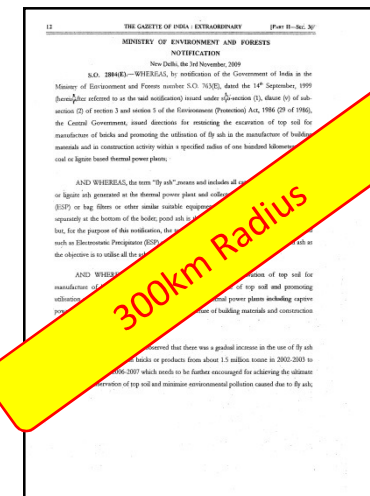 12 THE GAZETTE OF INDIA : EXTRAORDINARY [PART II—SEC. 3(
MINISTRY OF ENVIRONMENT AND FORESTS
NOTIFICATION
New Delhi, the 3rd November, 2009
S.O. 2804(E).—WHEREAS, by notification of the Government of India in the
Ministry of Environment and Forests number S.O. 763(E), dated the 14th September, 1999
(hereinafter referred to as the said notification) issued under sub-section (1), clause (v) of sub-
section (2) of section 3 and section 5 of the Environment (Protection) Act, 1986 (29 of 1986),
the Central Government, issued directions for restricting the excavation of top soil for
manufacture of bricks and promoting the utilisation of fly ash in the manufacture of building
materials and in construction activity within a specified radius of one hundred
coal or lignite based thermal power plants;
AND WHEREAS, the term "fly ash" means and includes all
or lignite ash generated at the thermal power plant and
(ESP) or bag filters or other similar suitable
separately at the bottom of the boiler; pond ash is
but, for the purpose of this notification, the
such as Electrostatic Precipitator (ESP) ash as
the objective is to utilise all the
AND of top soil for
manufacture of of top soil and promoting
utilisation power plants including captive
of building materials and construction
300km Radius
observed that there was a gradual increase in the use of fly ash
bricks or products from about 1.5 million tonne in 2002-2003 to
2006-2007 which needs to be further encouraged for achieving the ultimate
of top soil and minimise environmental pollution caused due to fly ash;